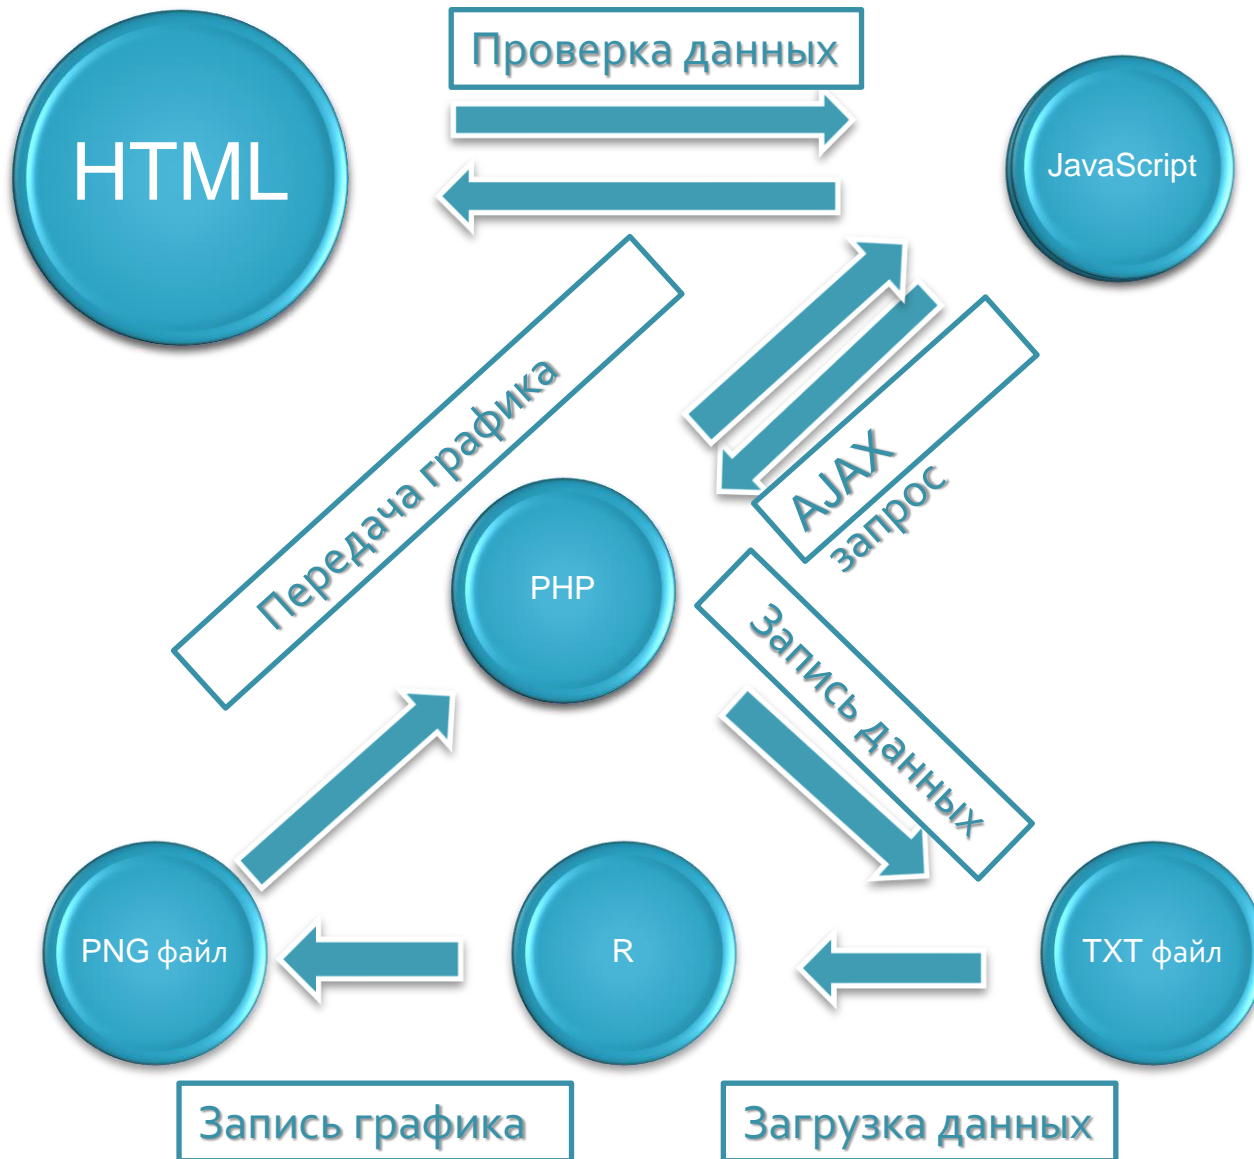 Проверка данных
HTML
JavaScript
Передача графика
AJAX
запрос
PHP
Запись данных
PNG файл
R
TXT файл
Запись графика
Загрузка данных